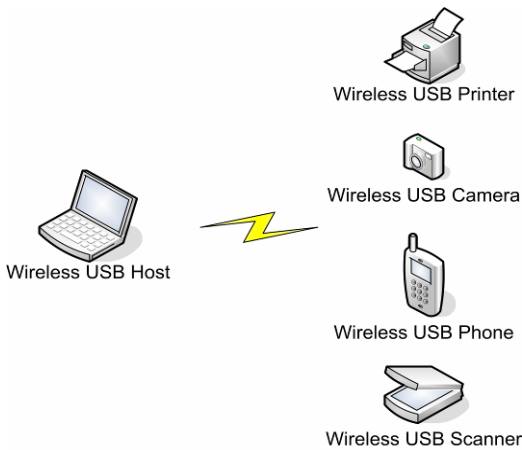 Wireless USB Printer
Wireless USB Camera
Wireless USB Host
Wireless USB Phone
Wireless USB Scanner